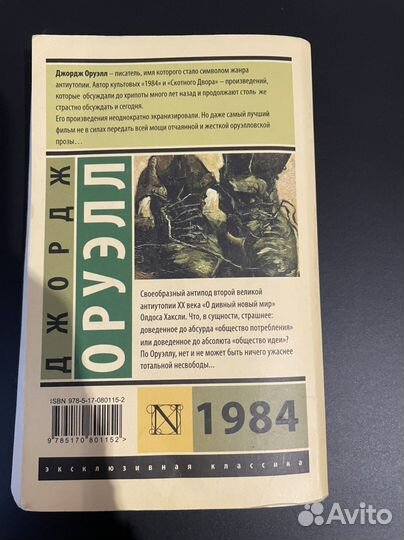 Джордж Оруэлл – писатель, имя которого стало символом жанра
антиутопии. Автор культовых «1984» и «Скотного Двора» – произведений,
которые обсуждали до хрипоты много лет назад и продолжают столь же
страстно обсуждать и сегодня.
Его произведения неоднократно экранизировали. Но даже самый лучший
фильм не в силах передать всей мощи отчаянной и жесткой оруэлловской
прозы...
ДЖОРДЖ
ОРУЭЛЛ
Своеобразный антипод второй великой
антиутопии XX века «О дивный новый мир»
Олдоса Хаксли. Что, в сущности, страшнее:
доведенное до абсурда «общество потребления»
или доведенное до абсолюта «общество идеи»?
По Оруэллу, нет и не может быть ничего ужаснее
тотальной несвободы...
ISBN 978-5-17-080115-2
9785170801152
N
1984
эксклюзивная классика
Avito